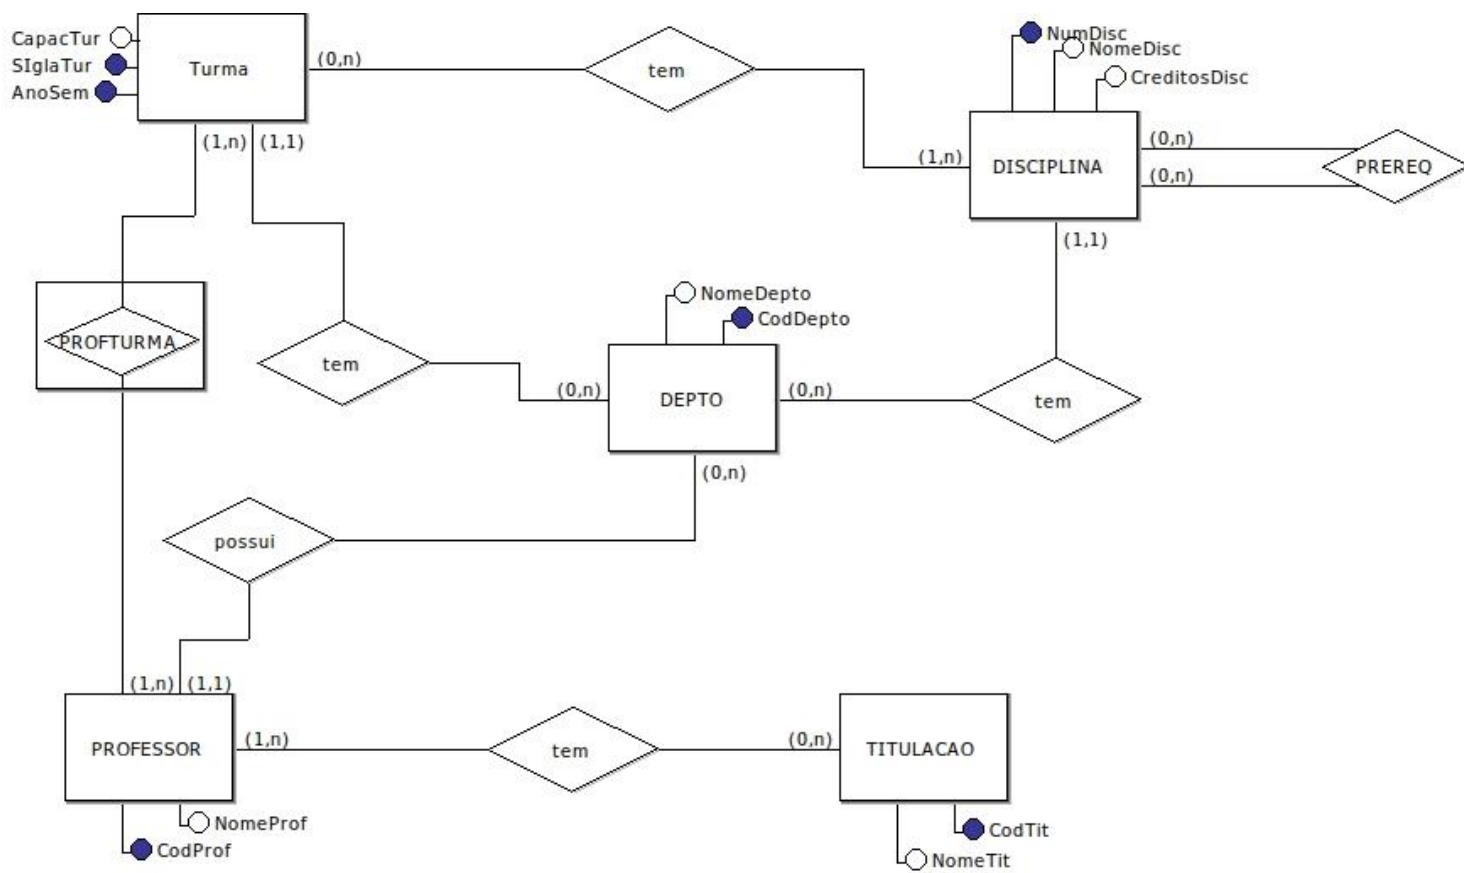 CapacTur
SIglaTur
AnoSem
Turma
(0,n)
tem
NumDisc
NomeDisc
CreditosDisc
(1,n)
DISCIPLINA
(0,n)
(0,n)
PREREQ
(1,n)
(1,1)
(1,1)
PROFTURMA
tem
NomeDepto
CodDepto
(0,n)
DEPTO
(0,n)
tem
(0,n)
possui
(1,n)
(1,1)
PROFESSOR
(1,n)
tem
(0,n)
TITULACAO
NomeProf
CodProf
CodTit
NomeTit